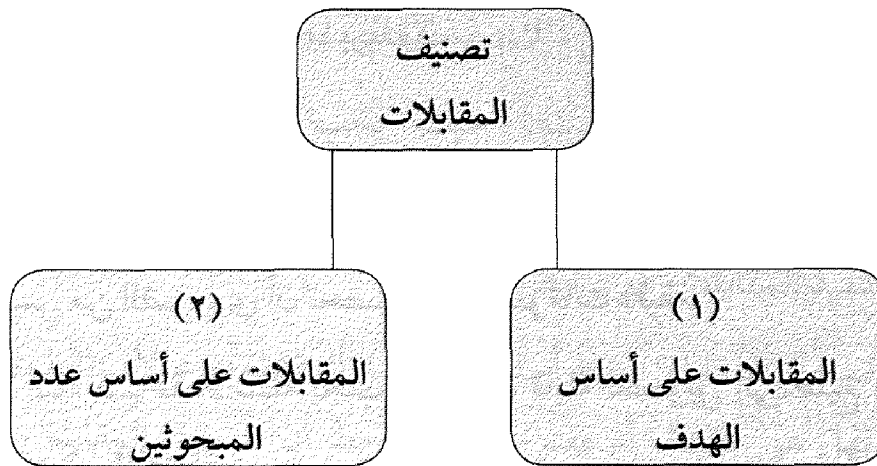 تصنيف
المقابلات
(١)
المقابلات على أساس
الهدف
(٢)
المقابلات على أساس عدد
المبحوثين